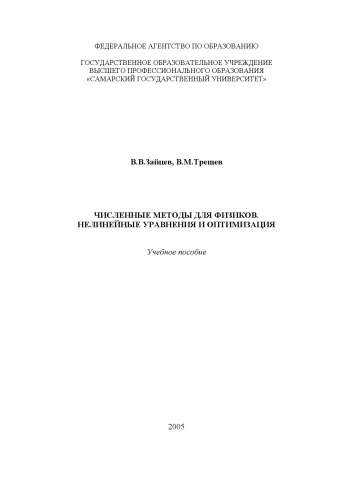 ФЕДЕРАЛЬНОЕ АГЕНТСТВО ПО ОБРАЗОВАНИЮ
ГОСУДАРСТВЕННОЕ ОБРАЗОВАТЕЛЬНОЕ УЧРЕЖДЕНИЕ
ВЫСШЕГО ПРОФЕССИОНАЛЬНОГО ОБРАЗОВАНИЯ
«САМАРСКИЙ ГОСУДАРСТВЕННЫЙ УНИВЕРСИТЕТ»
В.В.Зайцев, В.М.Трещев
ЧИСЛЕННЫЕ МЕТОДЫ ДЛЯ ФИЗИКОВ.
НЕЛИНЕЙНЫЕ УРАВНЕНИЯ И ОПТИМИЗАЦИЯ
Учебное пособие
2005